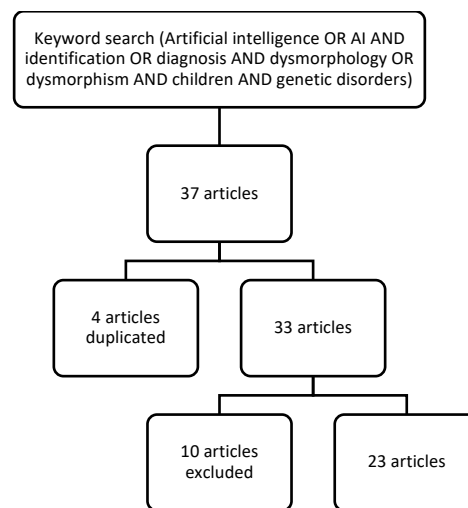 Keyword search (Artificial intelligence OR AI AND
identification OR diagnosis AND dysmorphology OR
dysmorphism AND children AND genetic disorders)
37 articles
4 articles
duplicated
33 articles
10 articles
excluded
23 articles